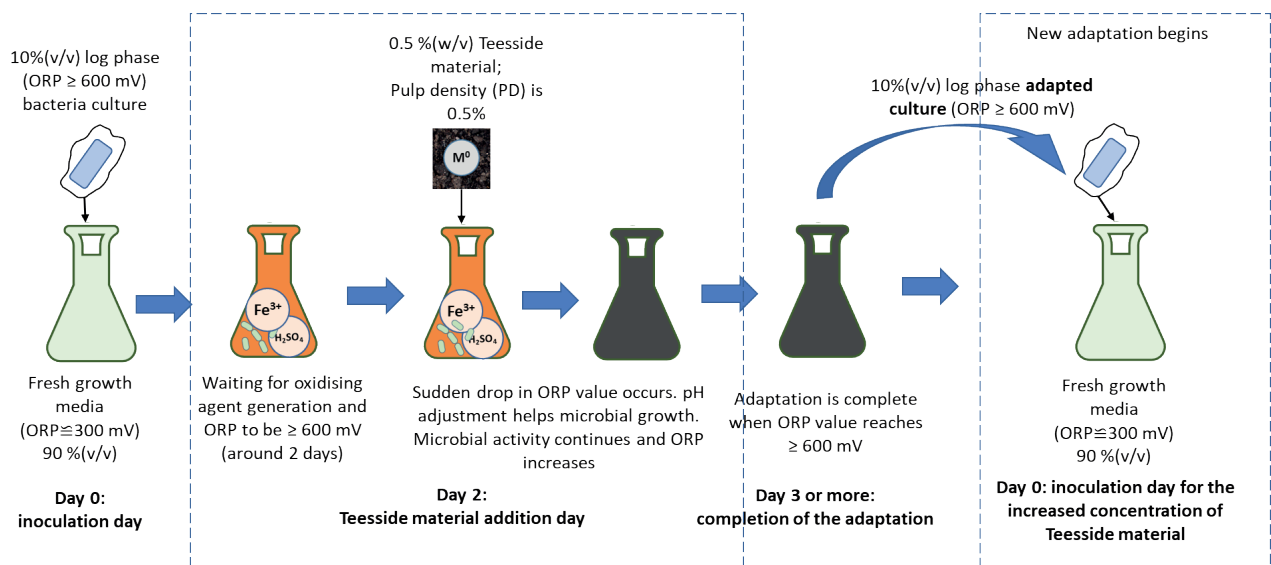 10%(v/v) log phase
(ORP ≥ 600 mV)
bacteria culture
Fresh growth
media
(ORP≌300 mV)
90 %(v/v)
Day 0:
inoculation day
Fe³⁺
H₂SO₄
Waiting for oxidising
agent generation and
ORP to be ≥ 600 mV
(around 2 days)
0.5 %(w/v) Teesside
material;
Pulp density (PD) is
0.5%
M⁰
Fe³⁺
H₂SO₄
Sudden drop in ORP value occurs. pH
adjustment helps microbial growth.
Microbial activity continues and ORP
increases
Day 2:
Teesside material addition day
Adaptation is complete
when ORP value reaches
≥ 600 mV
Day 3 or more:
completion of the adaptation
New adaptation begins
10%(v/v) log phase adapted
culture (ORP ≥ 600 mV)
Fresh growth
media
(ORP≌300 mV)
90 %(v/v)
Day 0: inoculation day for the
increased concentration of
Teesside material